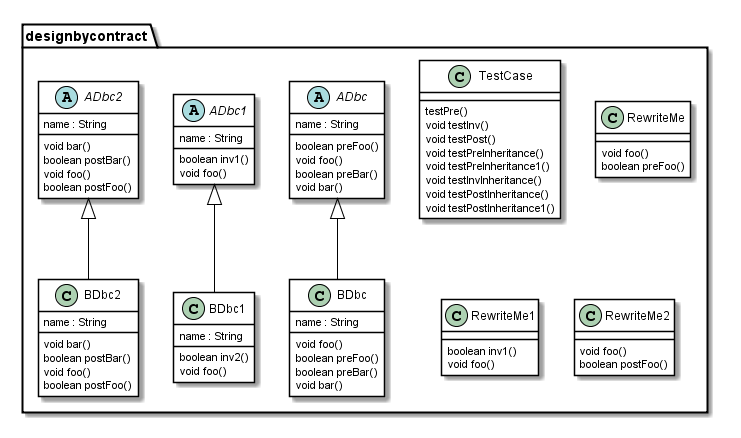 designbycontract
A ADbc2
name : String
void bar()
boolean postBar()
void foo()
boolean postFoo()
A ADbc1
name : String
boolean inv1()
void foo()
A ADbc
name : String
boolean preFoo()
void foo()
boolean preBar()
void bar()
C TestCase
testPre()
void testInv()
void testPost()
void testPreInheritance()
void testPreInheritance1()
void testInvInheritance()
void testPostInheritance()
void testPostInheritance1()
C RewriteMe
void foo()
boolean preFoo()
C BDbc2
name : String
void bar()
boolean postBar()
void foo()
boolean postFoo()
C BDbc1
name : String
boolean inv2()
void foo()
C BDbc
name : String
void foo()
boolean preFoo()
boolean preBar()
void bar()
C RewriteMe1
boolean inv1()
void foo()
C RewriteMe2
void foo()
boolean postFoo()